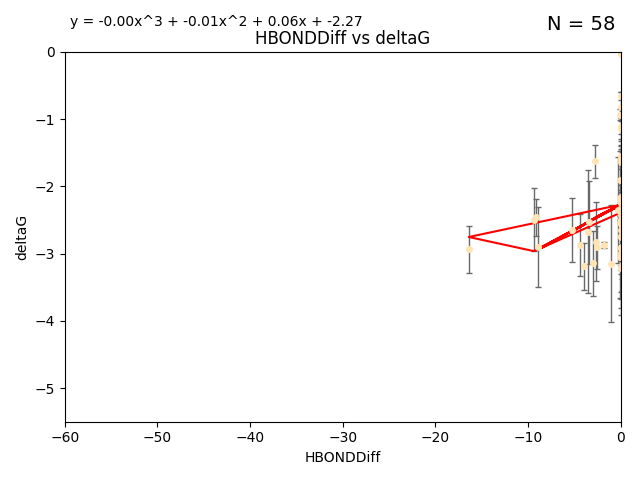 y = -0.00x^3 + -0.01x^2 + 0.06x + -2.27
N = 58
HBONDDiff vs deltaG
0
−1
−2
−3
−4
−5
deltaG
−60 −50 −40 −30 −20 −10 0
HBONDDiff